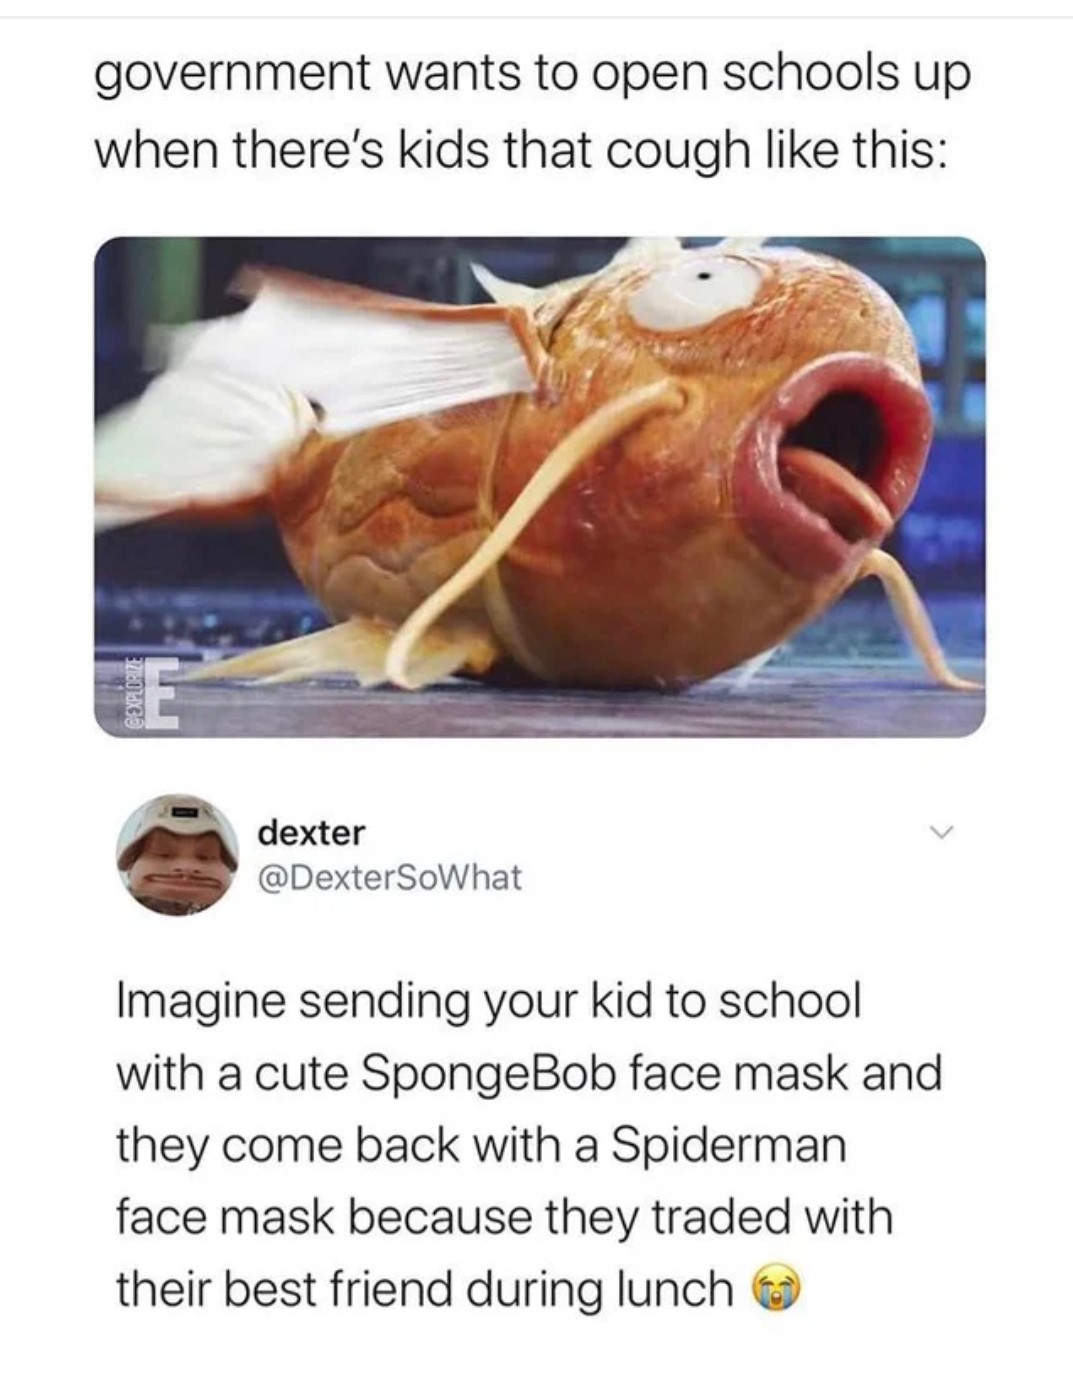 government wants to open schools up
when there's kids that cough like this:
@EXPLORIZE
E
dexter
@DexterSoWhat
Imagine sending your kid to school
with a cute SpongeBob face mask and
they come back with a Spiderman
face mask because they traded with
their best friend during lunch 😭